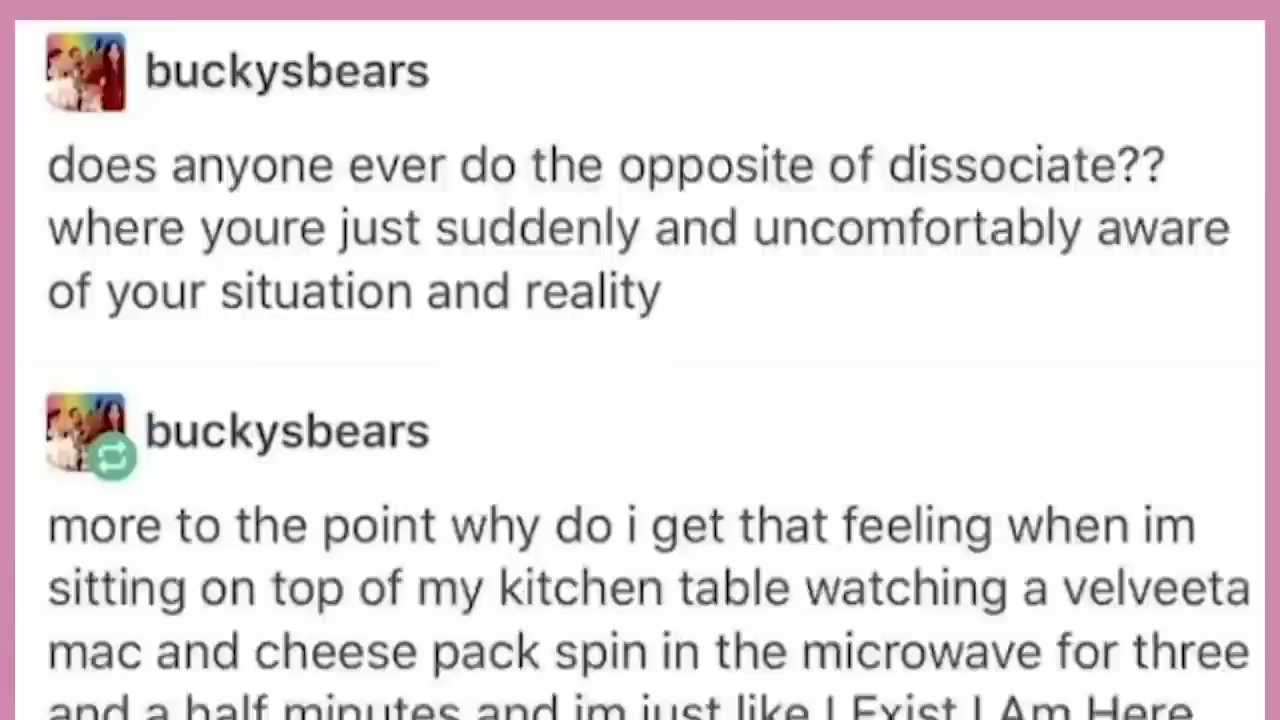 buckysbears
does anyone ever do the opposite of dissociate??
where youre just suddenly and uncomfortably aware
of your situation and reality
buckysbears
more to the point why do i get that feeling when im
sitting on top of my kitchen table watching a velveeta
mac and cheese pack spin in the microwave for three
and a half minutes and im just like I Exist I Am Here